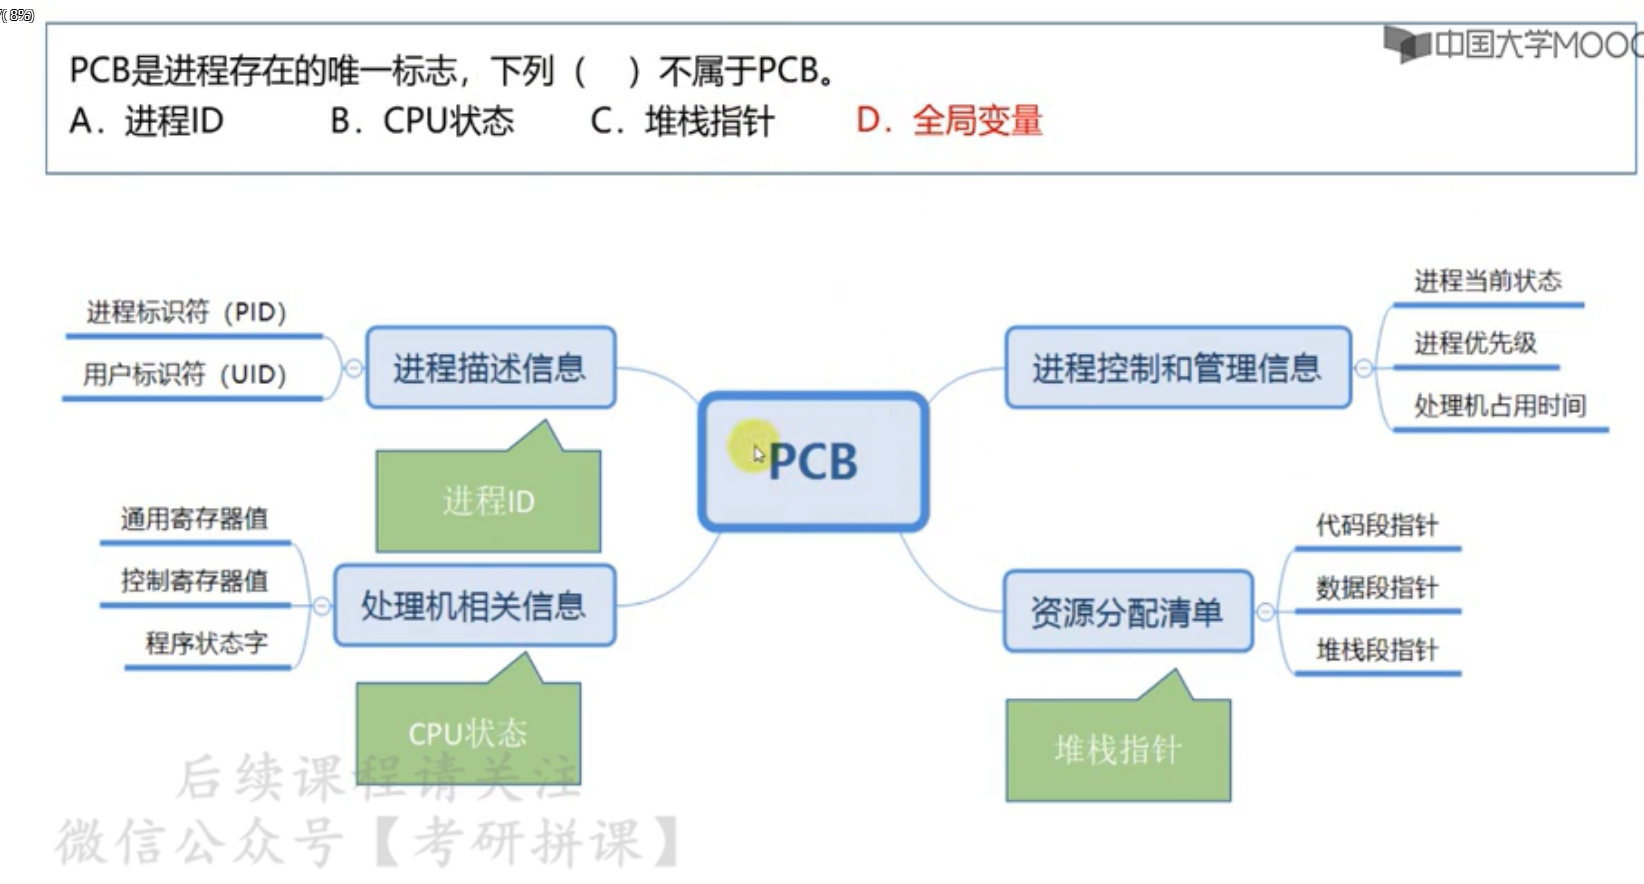 ( 8%)
中国大学MOOC
PCB是进程存在的唯一标志，下列（　）不属于PCB。
A．进程ID　B．CPU状态　C．堆栈指针　D．全局变量
进程标识符（PID）
用户标识符（UID）
进程描述信息
进程ID
通用寄存器值
控制寄存器值
程序状态字
处理机相关信息
CPU状态
PCB
进程控制和管理信息
进程当前状态
进程优先级
处理机占用时间
资源分配清单
代码段指针
数据段指针
堆栈段指针
堆栈指针
后续课程请关注
微信公众号【考研拼课】